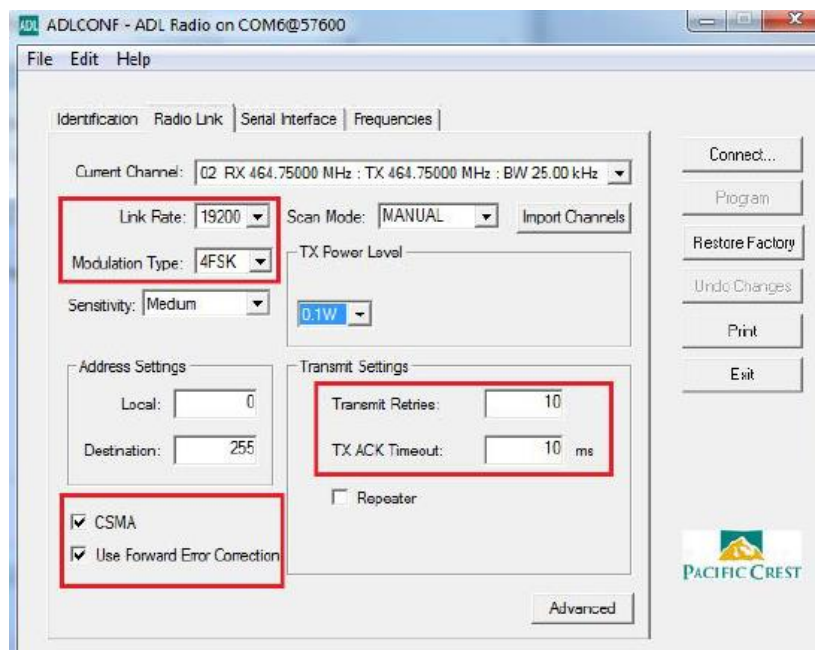 ADL ADLCONF - ADL Radio on COM6@57600
File Edit Help
Identification Radio Link Serial Interface Frequencies
Current Channel: 02 RX 464.75000 MHz : TX 464.75000 MHz : BW 25.00 kHz
Link Rate: 19200 Scan Mode: MANUAL Import Channels
Modulation Type: 4FSK
TX Power Level
Sensitivity: Medium
0.1W
Address Settings
Local: 0
Destination: 255
Transmit Settings
Transmit Retries: 10
TX ACK Timeout: 10 ms
Repeater
CSMA
Use Forward Error Correction
Advanced
Connect...
Program
Restore Factory
Undo Changes
Print
Exit
PACIFIC CREST